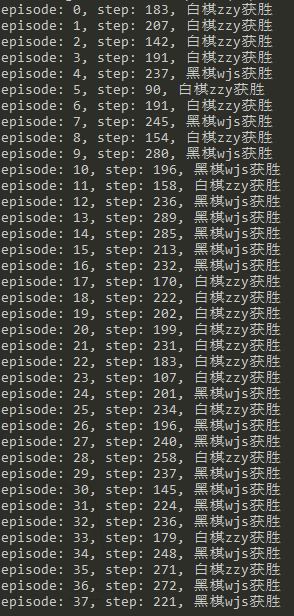 episode: 0, step: 183, 白棋zzy获胜
episode: 1, step: 207, 白棋zzy获胜
episode: 2, step: 142, 白棋zzy获胜
episode: 3, step: 191, 白棋zzy获胜
episode: 4, step: 237, 黑棋wjs获胜
episode: 5, step: 90, 白棋zzy获胜
episode: 6, step: 191, 白棋zzy获胜
episode: 7, step: 245, 黑棋wjs获胜
episode: 8, step: 154, 白棋zzy获胜
episode: 9, step: 280, 黑棋wjs获胜
episode: 10, step: 196, 黑棋wjs获胜
episode: 11, step: 158, 白棋zzy获胜
episode: 12, step: 236, 黑棋wjs获胜
episode: 13, step: 289, 黑棋wjs获胜
episode: 14, step: 285, 黑棋wjs获胜
episode: 15, step: 213, 黑棋wjs获胜
episode: 16, step: 232, 黑棋wjs获胜
episode: 17, step: 170, 白棋zzy获胜
episode: 18, step: 222, 白棋zzy获胜
episode: 19, step: 202, 白棋zzy获胜
episode: 20, step: 199, 白棋zzy获胜
episode: 21, step: 231, 白棋zzy获胜
episode: 22, step: 183, 白棋zzy获胜
episode: 23, step: 107, 白棋zzy获胜
episode: 24, step: 201, 黑棋wjs获胜
episode: 25, step: 234, 白棋zzy获胜
episode: 26, step: 196, 黑棋wjs获胜
episode: 27, step: 240, 黑棋wjs获胜
episode: 28, step: 258, 白棋zzy获胜
episode: 29, step: 237, 黑棋wjs获胜
episode: 30, step: 145, 黑棋wjs获胜
episode: 31, step: 224, 黑棋wjs获胜
episode: 32, step: 236, 黑棋wjs获胜
episode: 33, step: 179, 白棋zzy获胜
episode: 34, step: 248, 黑棋wjs获胜
episode: 35, step: 271, 白棋zzy获胜
episode: 36, step: 272, 黑棋wjs获胜
episode: 37, step: 221, 黑棋wjs获胜